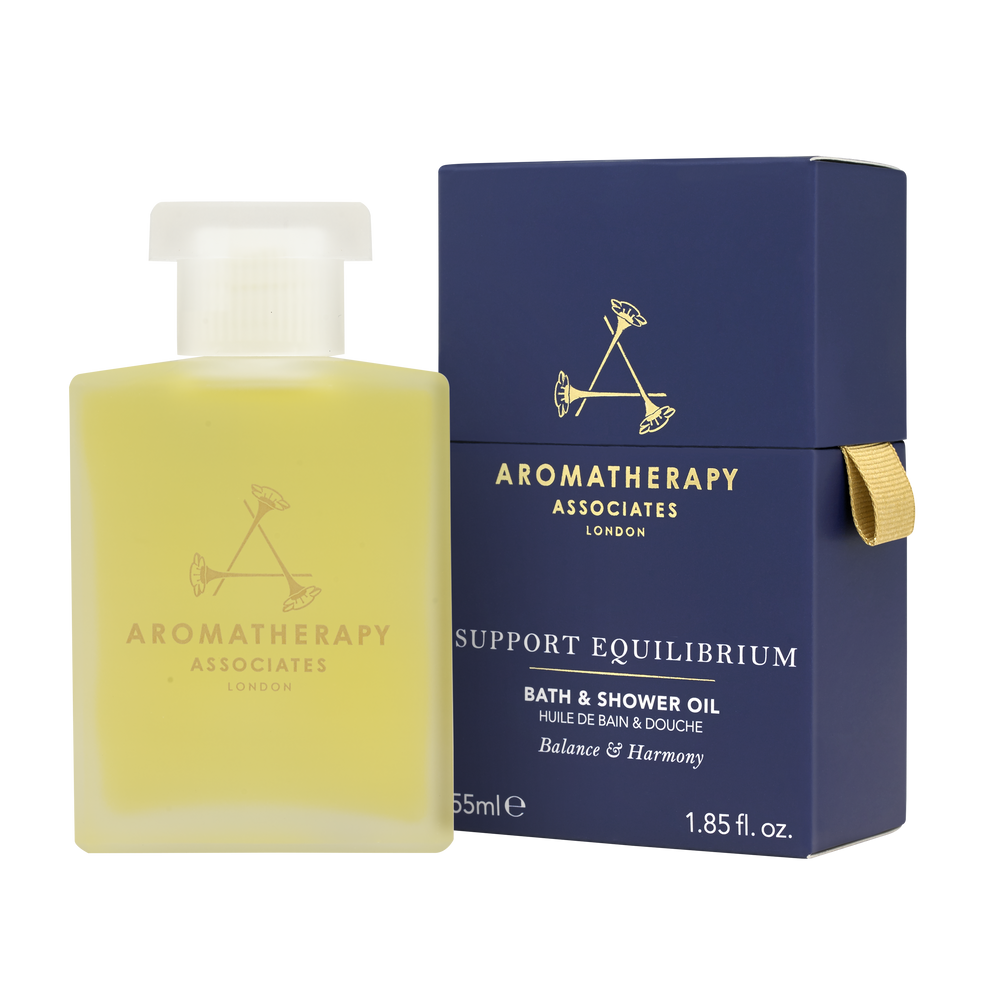 AROMATHERAPY
ASSOCIATES
LONDON
AROMATHERAPY
ASSOCIATES
LONDON
SUPPORT EQUILIBRIUM
BATH & SHOWER OIL
HUILE DE BAIN & DOUCHE
Balance & Harmony
55ml ℮
1.85 fl. oz.